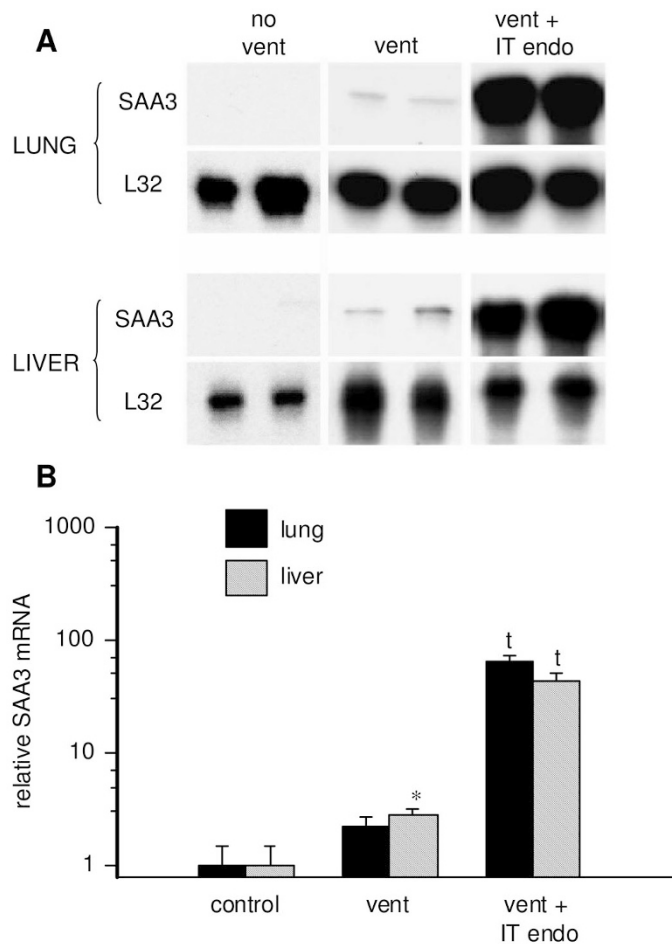 A
no
vent
vent
vent +
IT endo
LUNG
SAA3
L32
LIVER
SAA3
L32
B
relative SAA3 mRNA
1000
100
10
1
lung
liver
*
t
t
control
vent
vent +
IT endo